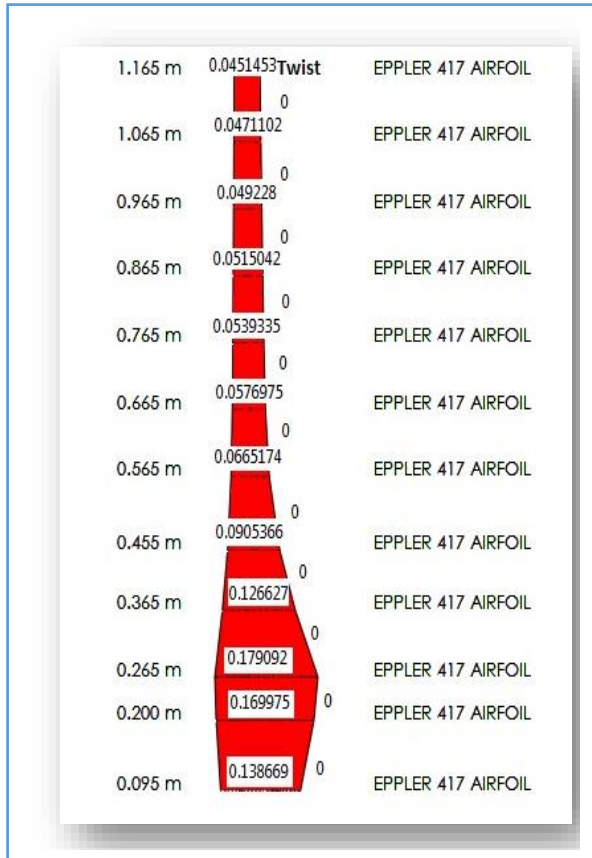 1.165 m 0.0451453Twist EPPLER 417 AIRFOIL
0
1.065 m 0.0471102 EPPLER 417 AIRFOIL
0
0.965 m 0.049228 EPPLER 417 AIRFOIL
0
0.865 m 0.0515042 EPPLER 417 AIRFOIL
0
0.765 m 0.0539335 EPPLER 417 AIRFOIL
0
0.665 m 0.0576975 EPPLER 417 AIRFOIL
0
0.565 m 0.0665174 EPPLER 417 AIRFOIL
0
0.455 m 0.0905366 EPPLER 417 AIRFOIL
0
0.365 m 0.126627 EPPLER 417 AIRFOIL
0
0.265 m 0.179092 EPPLER 417 AIRFOIL
0.200 m 0.169975 0 EPPLER 417 AIRFOIL
0
0.095 m 0.138669 EPPLER 417 AIRFOIL